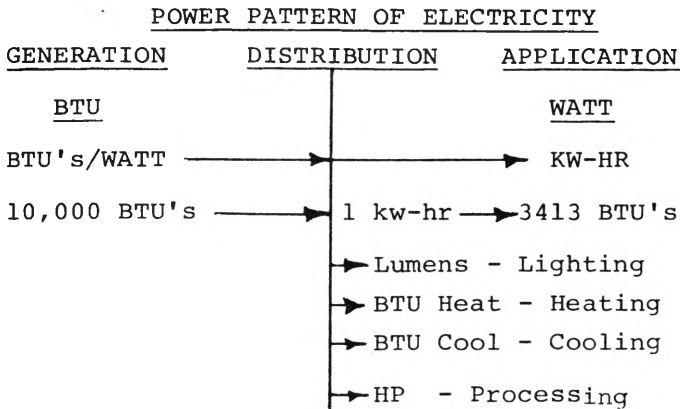 POWER PATTERN OF ELECTRICITY
GENERATION DISTRIBUTION APPLICATION
BTU WATT
BTU's/WATT KW-HR
10,000 BTU's 1 kw-hr 3413 BTU's
Lumens - Lighting
BTU Heat - Heating
BTU Cool - Cooling
HP - Processing